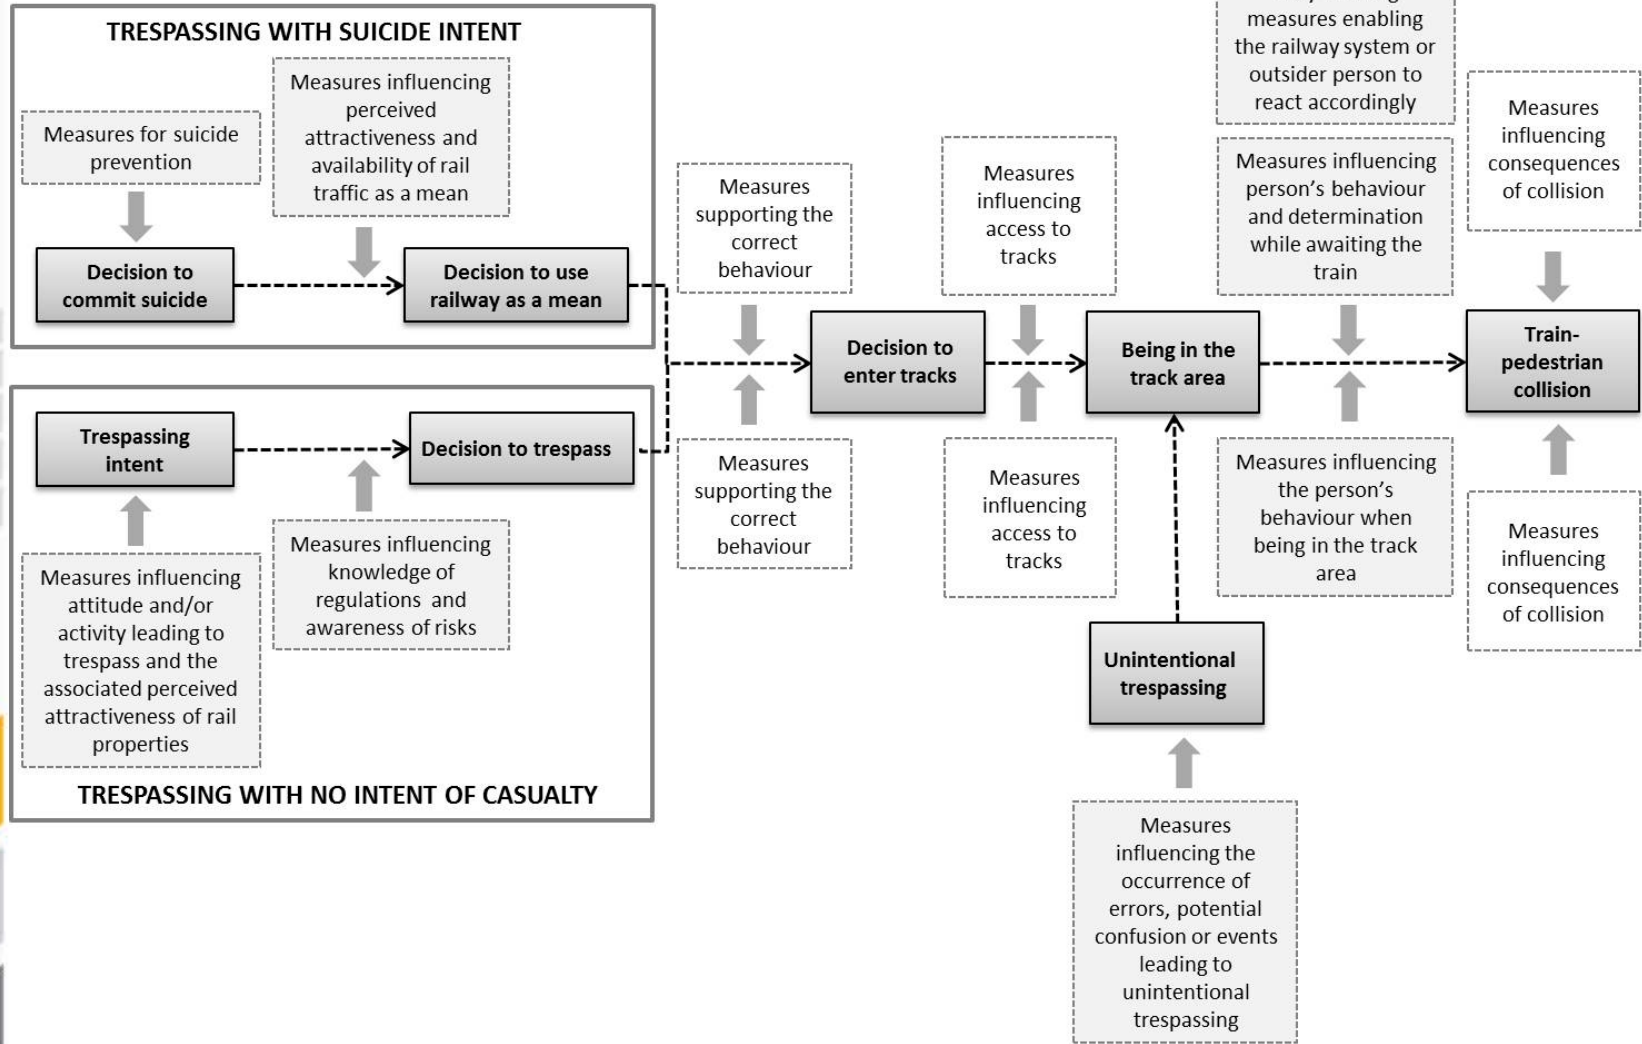 TRESPASSING WITH SUICIDE INTENT
Measures for suicide
prevention
Measures influencing
perceived
attractiveness and
availability of rail
traffic as a mean
Decision to
commit suicide
Decision to use
railway as a mean
Trespassing
intent
Decision to trespass
Measures influencing
attitude and/or
activity leading to
trespass and the
associated perceived
attractiveness of rail
properties
Measures influencing
knowledge of
regulations and
awareness of risks
TRESPASSING WITH NO INTENT OF CASUALTY
Measures
supporting the
correct
behaviour
Decision to
enter tracks
Measures
supporting the
correct
behaviour
Measures
influencing
access to
tracks
Being in the
track area
Measures
influencing
access to
tracks
Unintentional
trespassing
Measures
influencing the
occurrence of
errors, potential
confusion or events
leading to
unintentional
trespassing
measures enabling
the railway system or
outsider person to
react accordingly
Measures influencing
person's behaviour
and determination
while awaiting the
train
Measures influencing
the person's
behaviour when
being in the track
area
Measures
influencing
consequences
of collision
Train-
pedestrian
collision
Measures
influencing
consequences
of collision